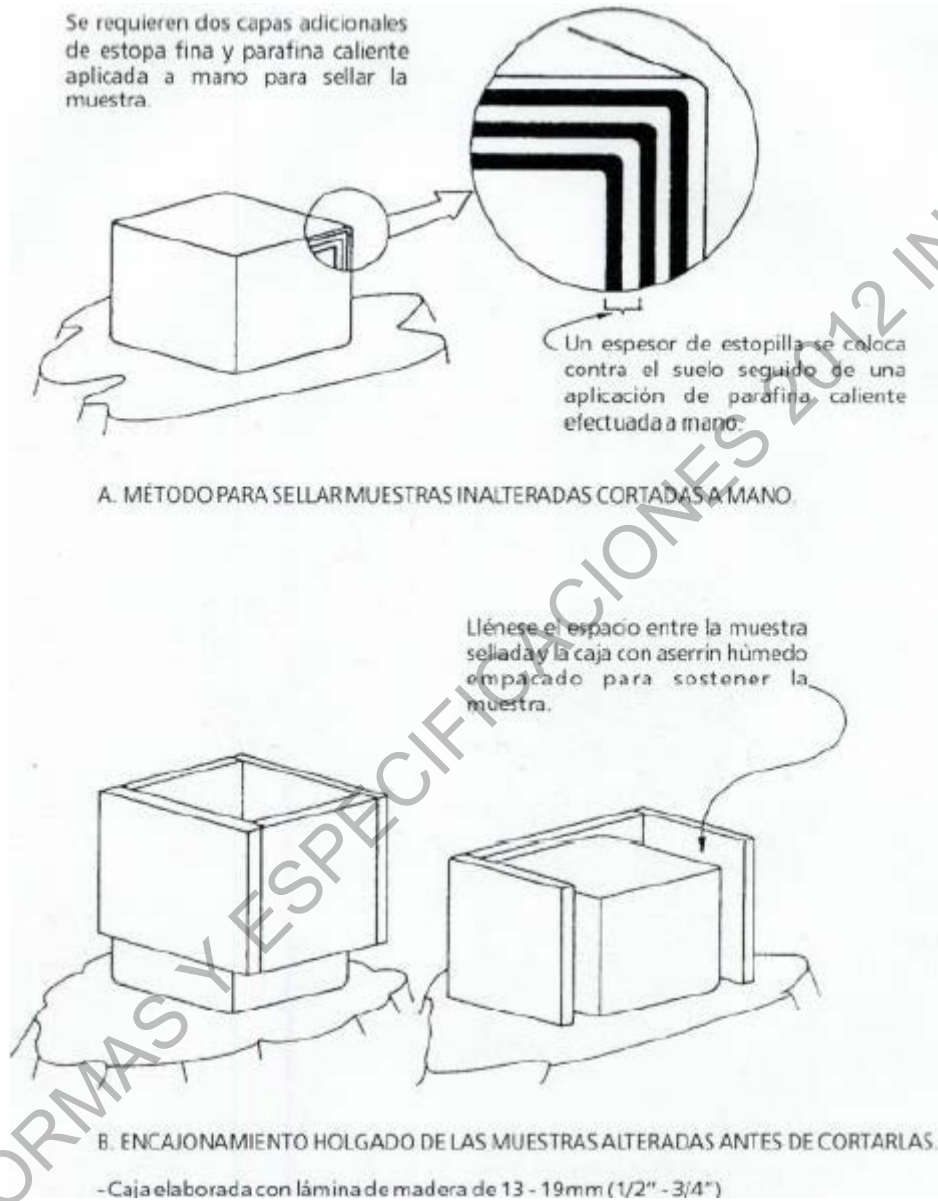 Se requieren dos capas adicionales
de estopa fina y parafina caliente
aplicada a mano para sellar la
muestra.
Un espesor de estopilla se coloca
contra el suelo seguido de una
aplicación de parafina caliente
efectuada a mano.
A. MÉTODO PARA SELLAR MUESTRAS INALTERADAS CORTADAS A MANO.
Llénese el espacio entre la muestra
sellada y la caja con aserrín húmedo
empacado para sostener la
muestra.
B. ENCAJONAMIENTO HOLGADO DE LAS MUESTRAS ALTERADAS ANTES DE CORTARLAS.
- Caja elaborada con lámina de madera de 13 - 19mm (1/2" - 3/4")
ORMAS Y ESPECIFICACIONES 2012 IN